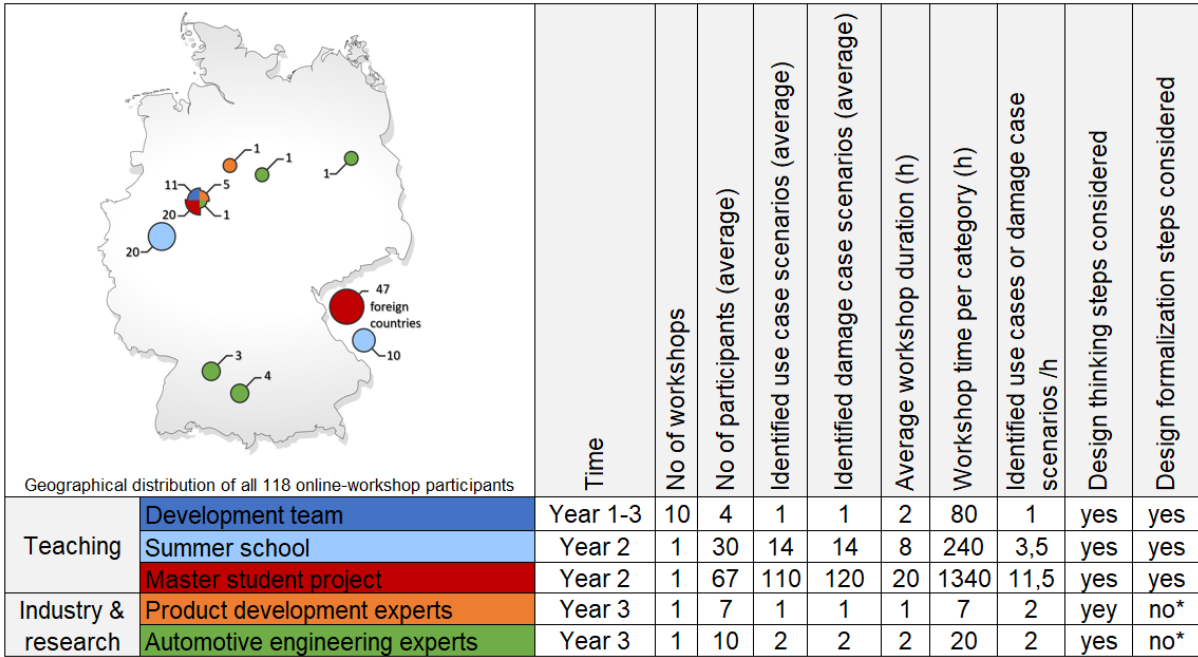 1
1
1
11
5
20
1
20
47
foreign
countries
10
3
4
Geographical distribution of all 118 online-workshop participants
Time
No of workshops
No of participants (average)
Identified use case scenarios (average)
Identified damage case scenarios (average)
Average workshop duration (h)
Workshop time per category (h)
Identified use cases or damage case
scenarios /h
Design thinking steps considered
Design formalization steps considered
Teaching
Development team Year 1-3 10 4 1 1 2 80 1 yes yes
Summer school Year 2 1 30 14 14 8 240 3,5 yes yes
Master student project Year 2 1 67 110 120 20 1340 11,5 yes yes
Industry &
research
Product development experts Year 3 1 7 1 1 1 7 2 yey no*
Automotive engineering experts Year 3 1 10 2 2 2 20 2 yes no*